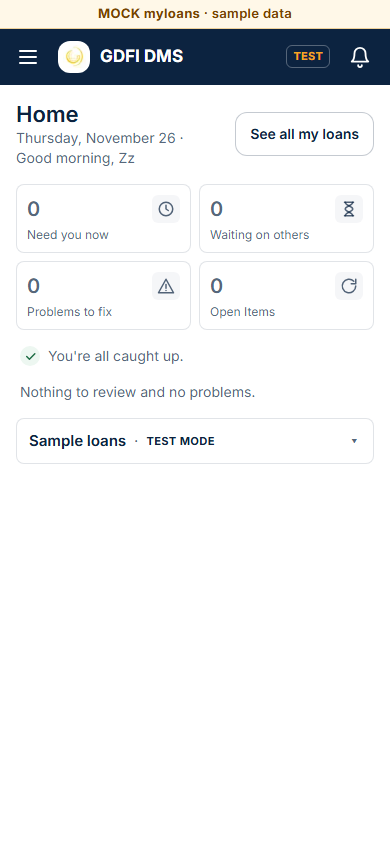 MOCK myloans · sample data
GDFI DMS
TEST
Home
Thursday, November 26 ·
Good morning, Zz
See all my loans
0
Need you now
0
Waiting on others
0
Problems to fix
0
Open Items
You're all caught up.
Nothing to review and no problems.
Sample loans · TEST MODE